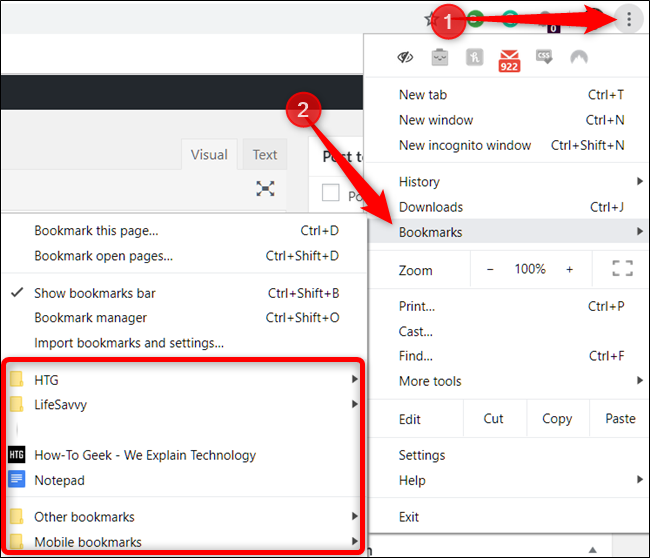 1
0
922
CSS
New tab Ctrl+T
New window Ctrl+N
New incognito window Ctrl+Shift+N
2
Visual Text
History
Downloads Ctrl+J
Bookmarks
Bookmark this page... Ctrl+D
Bookmark open pages... Ctrl+Shift+D
Show bookmarks bar Ctrl+Shift+B
Bookmark manager Ctrl+Shift+O
Import bookmarks and settings...
HTG
LifeSavvy
HTG How-To Geek - We Explain Technology
Notepad
Other bookmarks
Mobile bookmarks
Zoom − 100% +
Print... Ctrl+P
Cast...
Find... Ctrl+F
More tools
Edit Cut Copy Paste
Settings
Help
Exit